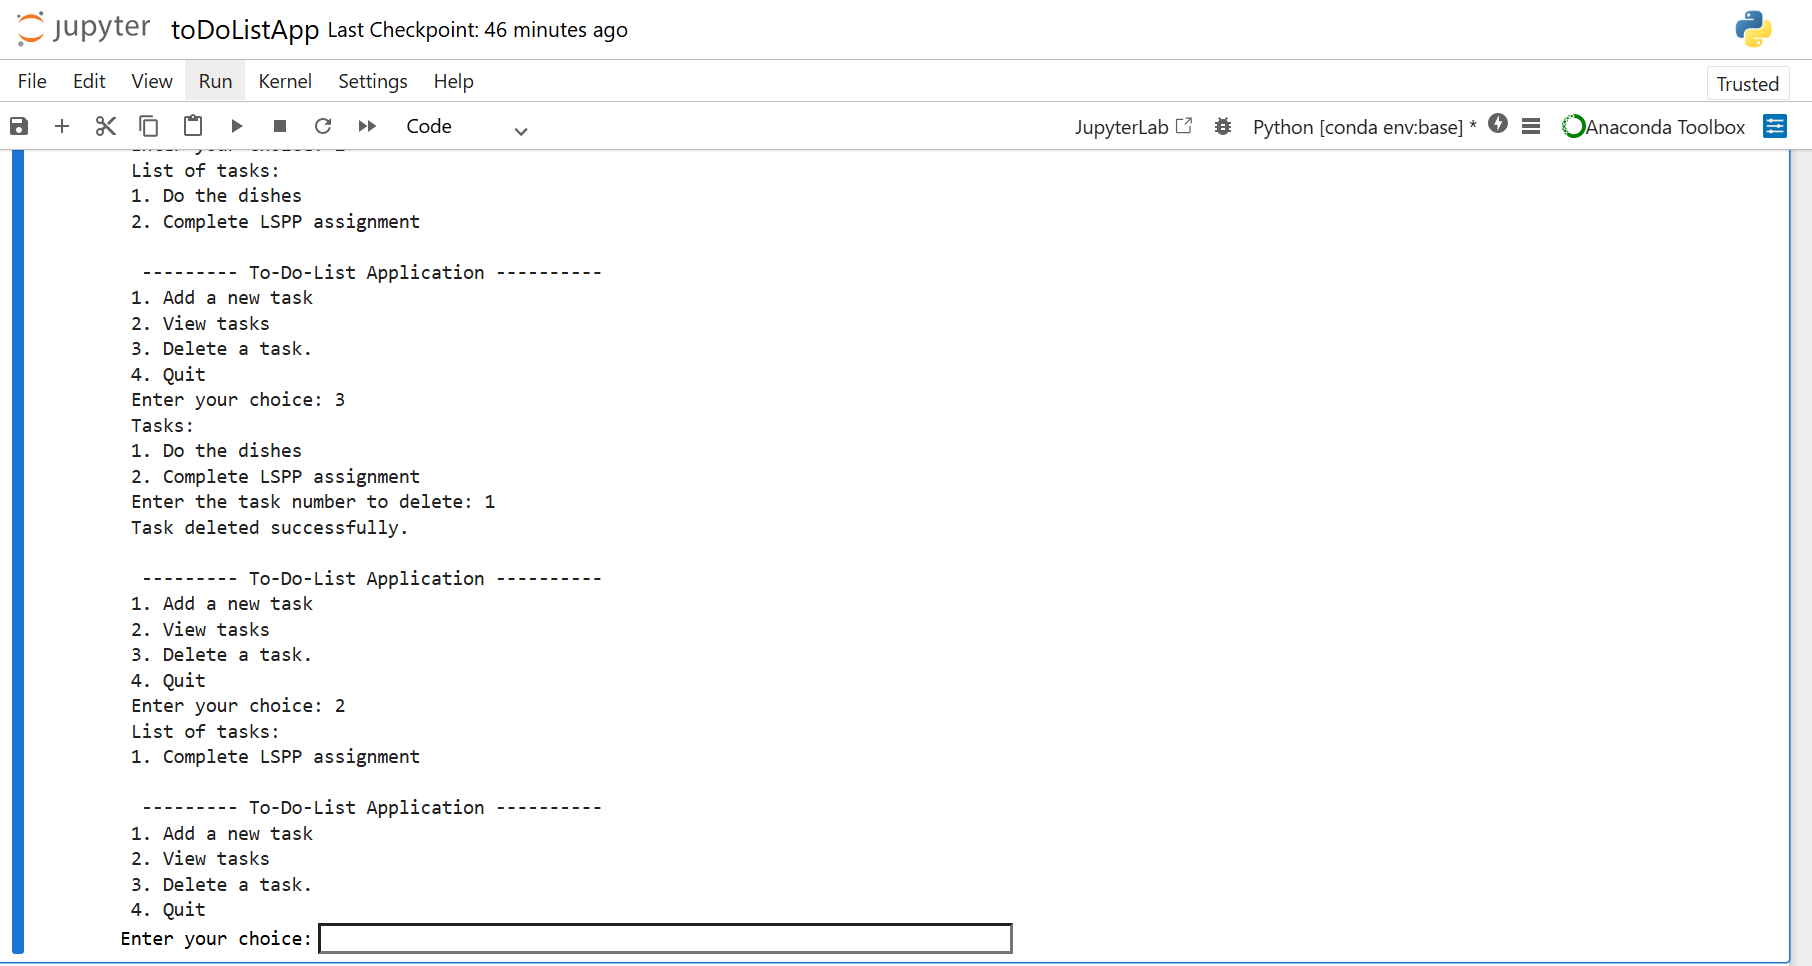 jupyter toDoListApp Last Checkpoint: 46 minutes ago
File Edit View Run Kernel Settings Help Trusted
Code JupyterLab Python [conda env:base] * Anaconda Toolbox
List of tasks:
1. Do the dishes
2. Complete LSPP assignment
--------- To-Do-List Application ----------
1. Add a new task
2. View tasks
3. Delete a task.
4. Quit
Enter your choice: 3
Tasks:
1. Do the dishes
2. Complete LSPP assignment
Enter the task number to delete: 1
Task deleted successfully.
--------- To-Do-List Application ----------
1. Add a new task
2. View tasks
3. Delete a task.
4. Quit
Enter your choice: 2
List of tasks:
1. Complete LSPP assignment
--------- To-Do-List Application ----------
1. Add a new task
2. View tasks
3. Delete a task.
4. Quit
Enter your choice: